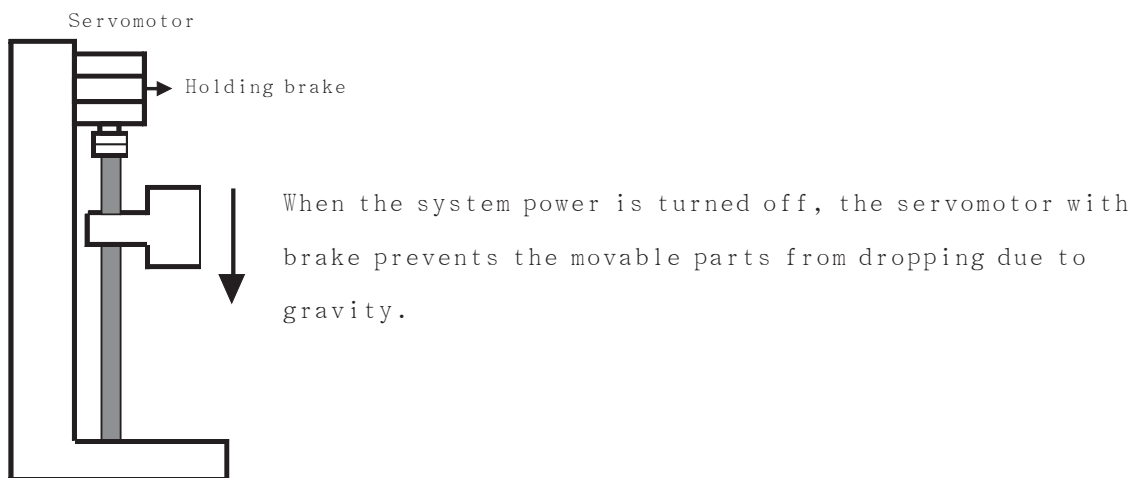 Servomotor
Holding brake
When the system power is turned off, the servomotor with
brake prevents the movable parts from dropping due to
gravity.